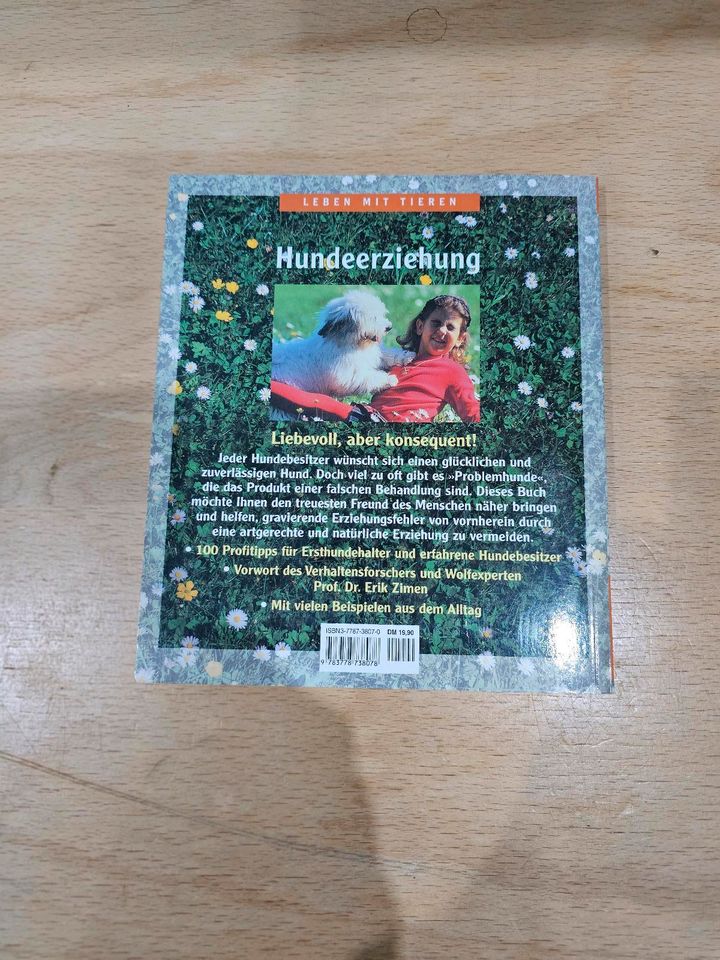 LEBEN MIT TIEREN
Hundeerziehung
Liebevoll, aber konsequent!
Jeder Hundebesitzer wünscht sich einen glücklichen und
zuverlässigen Hund. Doch viel zu oft gibt es »Problemhunde«,
die das Produkt einer falschen Behandlung sind. Dieses Buch
möchte Ihnen den treuesten Freund des Menschen näher bringen
und helfen, gravierende Erziehungsfehler von vornherein durch
eine artgerechte und natürliche Erziehung zu vermeiden.
• 100 Profitipps für Ersthundehalter und erfahrene Hundebesitzer
• Vorwort des Verhaltensforschers und Wolfexperten
Prof. Dr. Erik Zimen
• Mit vielen Beispielen aus dem Alltag
ISBN3-7787-3807-0 DM 19,90
9 783778 738078